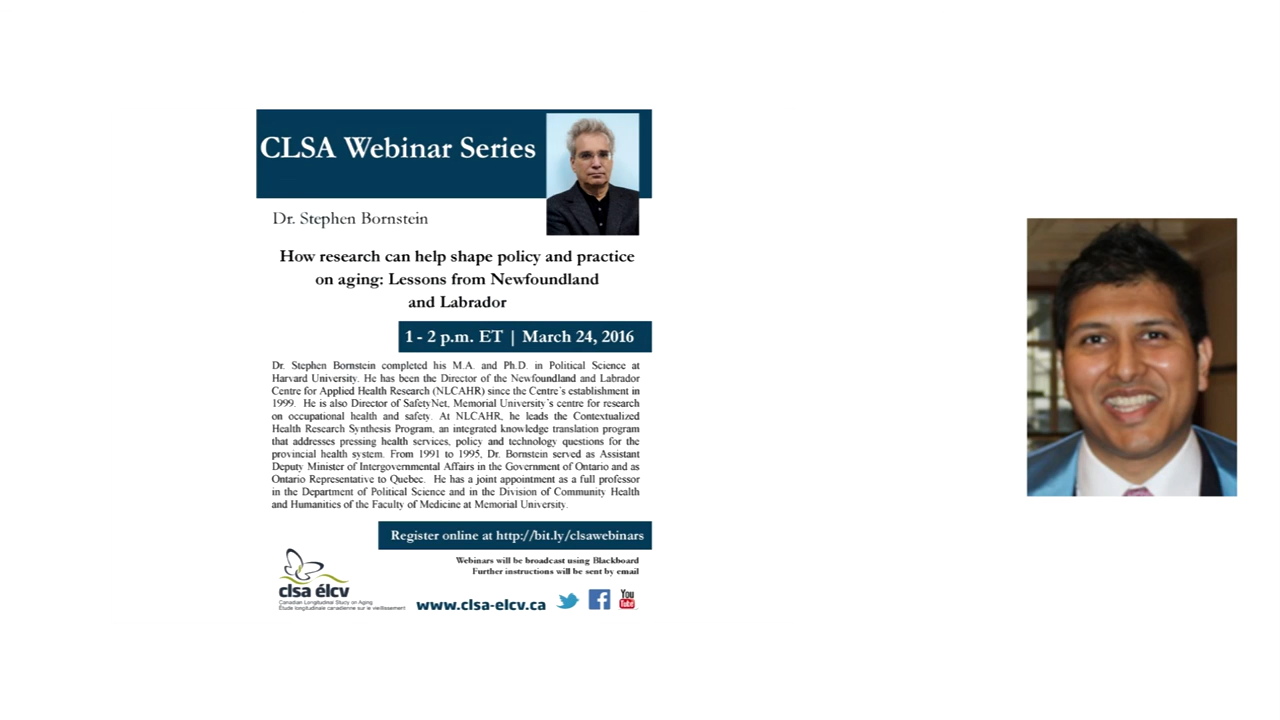 CLSA Webinar Series
Dr. Stephen Bornstein
How research can help shape policy and practice
on aging: Lessons from Newfoundland
and Labrador
1 - 2 p.m. ET | March 24, 2016
Dr. Stephen Bornstein completed his M.A. and Ph.D. in Political Science at
Harvard University. He has been the Director of the Newfoundland and Labrador
Centre for Applied Health Research (NLCAHR) since the Centre's establishment in
1999. He is also Director of SafetyNet, Memorial University's centre for research
on occupational health and safety. At NLCAHR, he leads the Contextualized
Health Research Synthesis Program, an integrated knowledge translation program
that addresses pressing health services, policy and technology questions for the
provincial health system. From 1991 to 1995, Dr. Bornstein served as Assistant
Deputy Minister of Intergovernmental Affairs in the Government of Ontario and as
Ontario Representative to Quebec. He has a joint appointment as a full professor
in the Department of Political Science and in the Division of Community Health
and Humanities of the Faculty of Medicine at Memorial University.
Register online at http://bit.ly/clsawebinars
Webinars will be broadcast using Blackboard
Further instructions will be sent by email
clsa élcv
Canadian Longitudinal Study on Aging
Étude longitudinale canadienne sur le vieillissement
www.clsa-elcv.ca
You
Tube